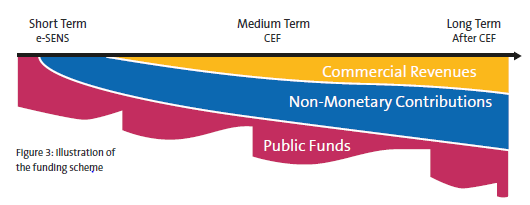 Short Term
e-SENS
Medium Term
CEF
Long Term
After CEF
Commercial Revenues
Non-Monetary Contributions
Public Funds
Figure 3: Illustration of
the funding scheme